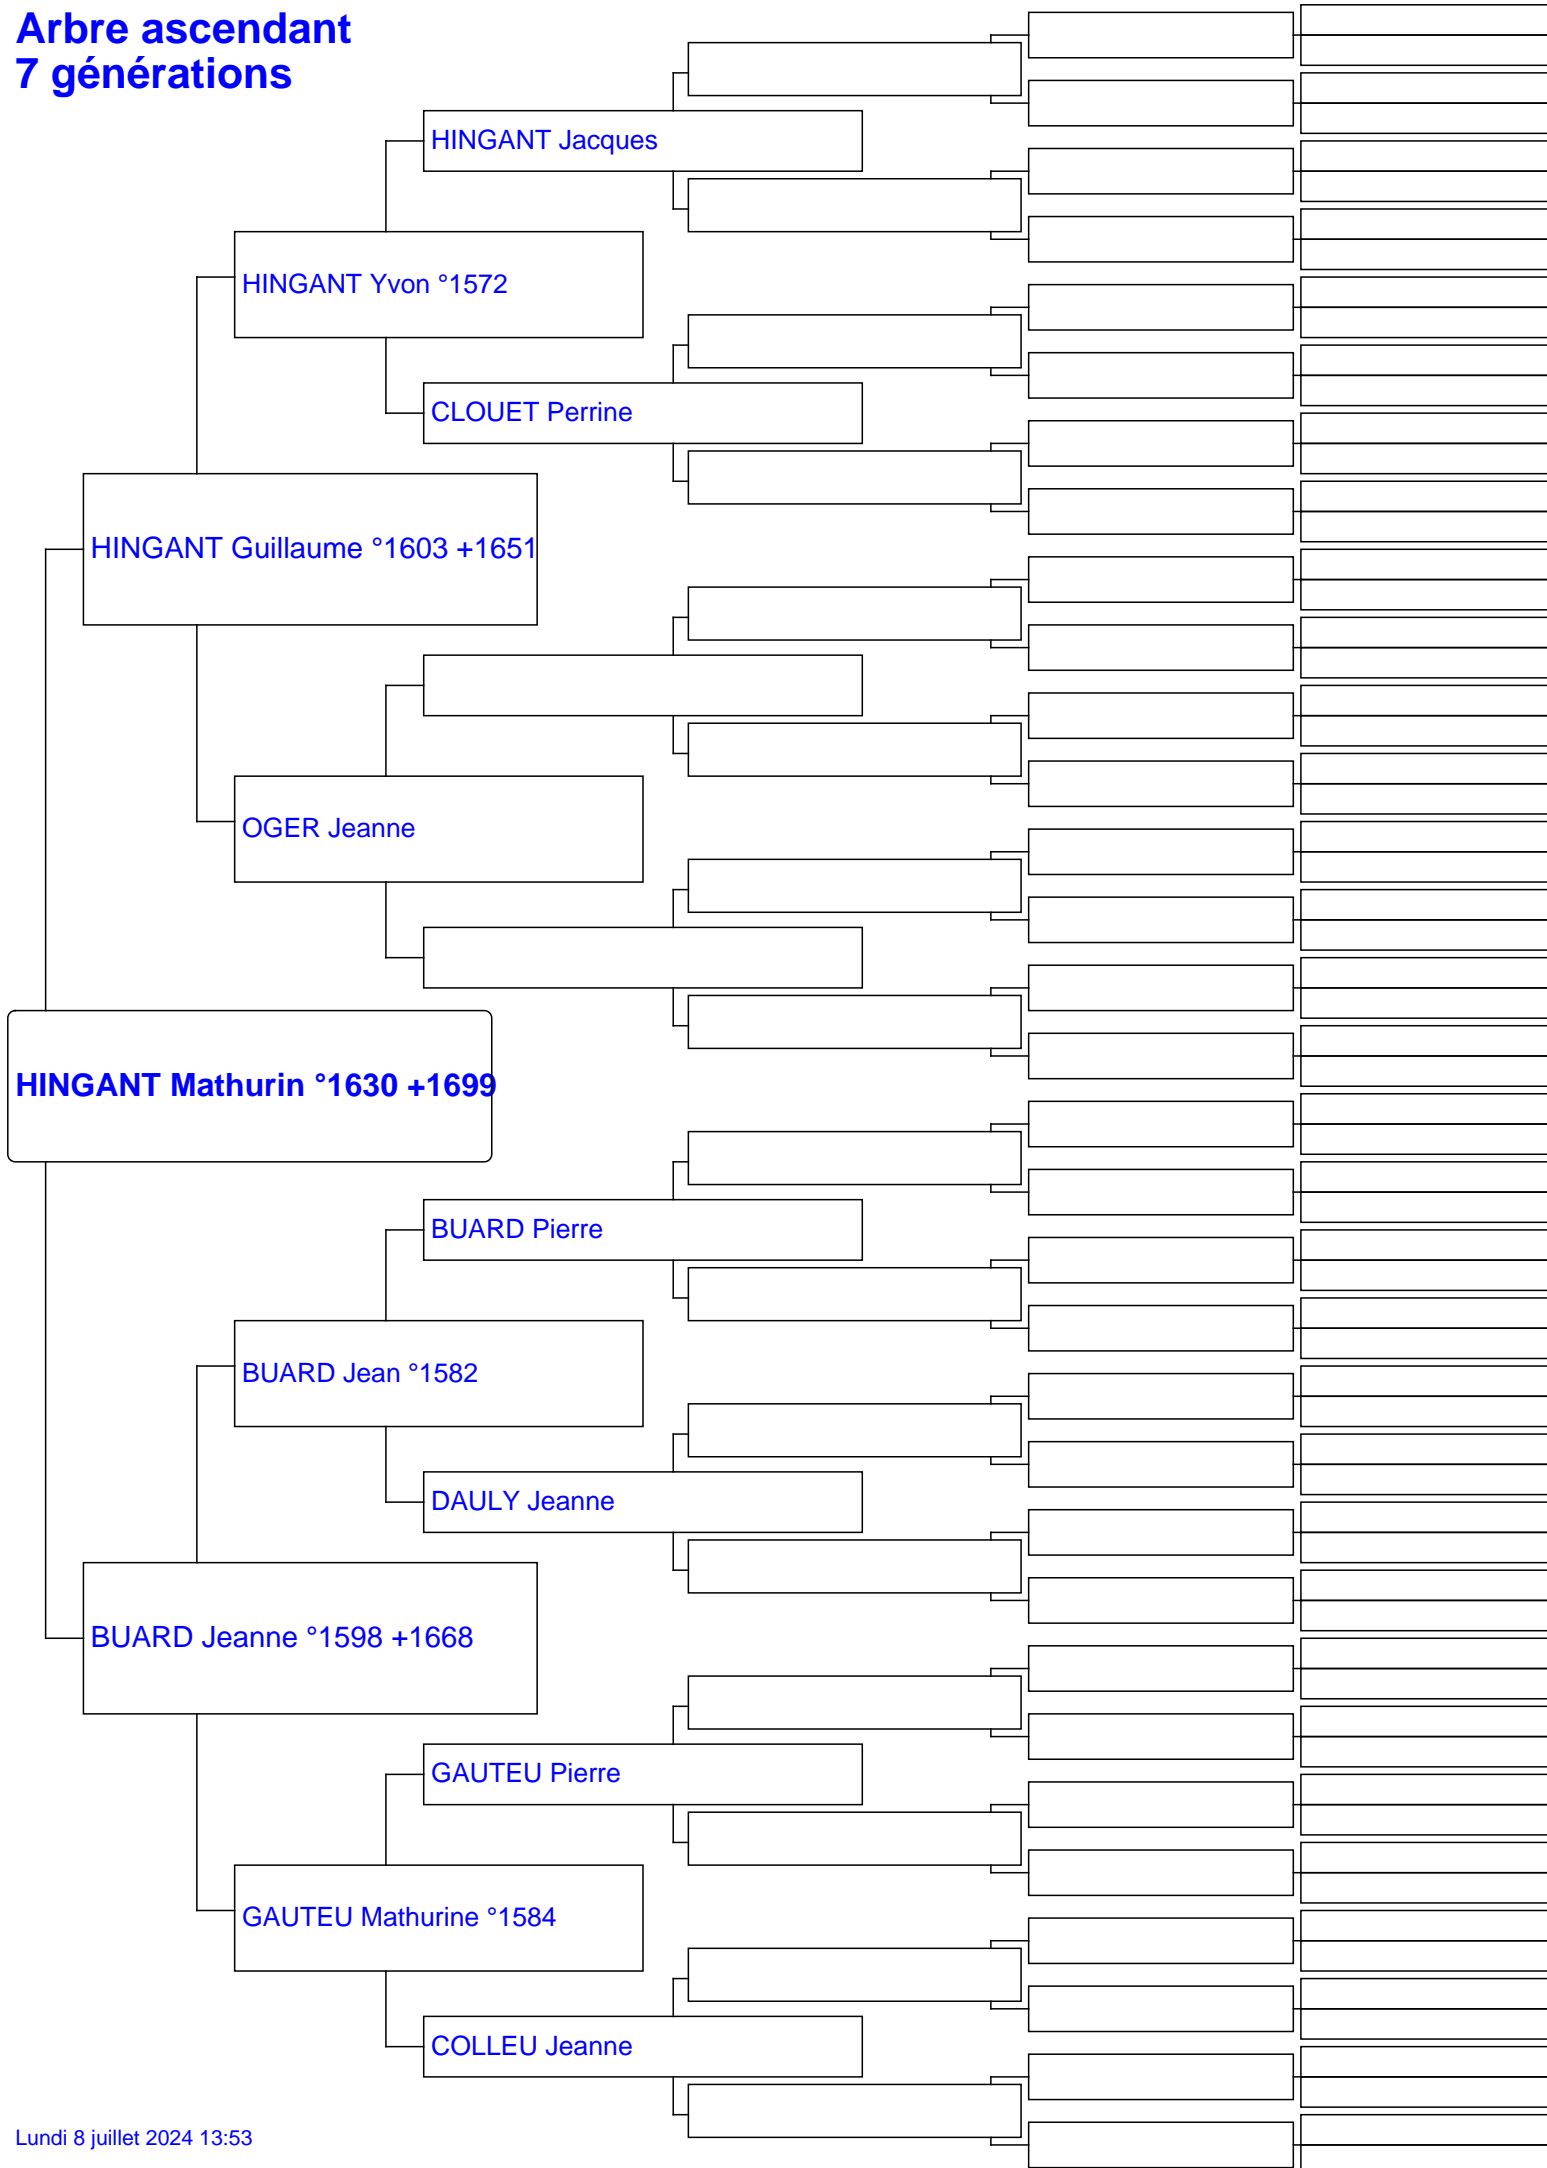 Arbre ascendant
7 générations
HINGANT Jacques
HINGANT Yvon °1572
CLOUET Perrine
HINGANT Guillaume °1603 +1651
OGER Jeanne
HINGANT Mathurin °1630 +1699
BUARD Pierre
BUARD Jean °1582
DAULY Jeanne
BUARD Jeanne °1598 +1668
GAUTEU Pierre
GAUTEU Mathurine °1584
COLLEU Jeanne
Lundi 8 juillet 2024 13:53